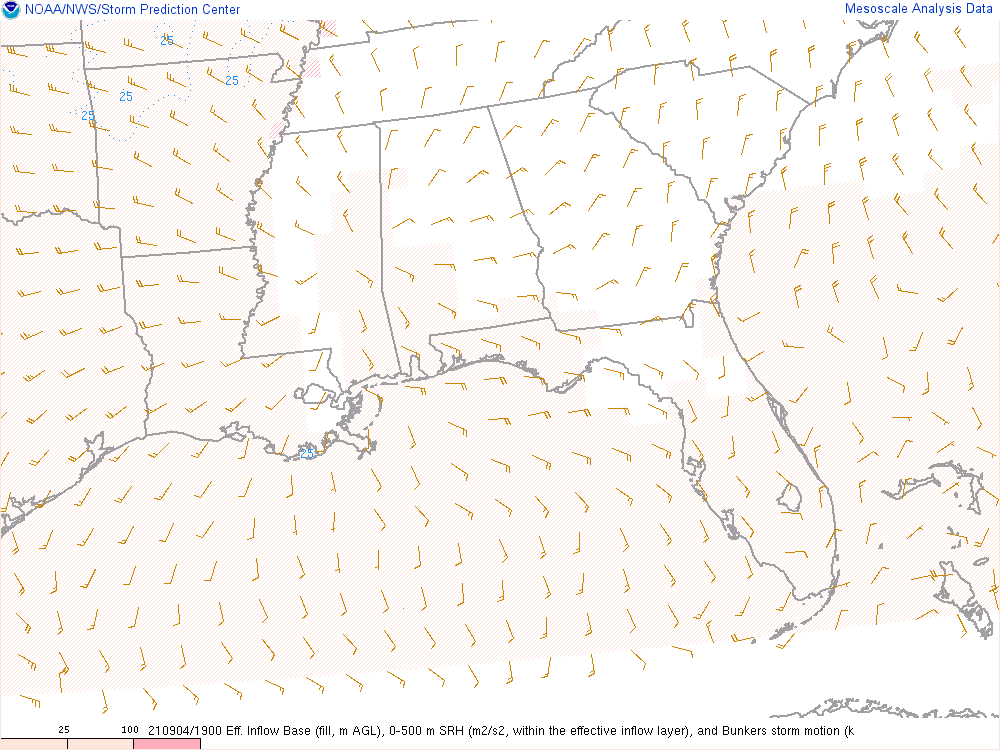 NOAA/NWS/Storm Prediction Center
Mesoscale Analysis Data
25
25
25
25
25
25 100 210904/1900 Eff. Inflow Base (fill, m AGL), 0-500 m SRH (m2/s2, within the effective inflow layer), and Bunkers storm motion (k